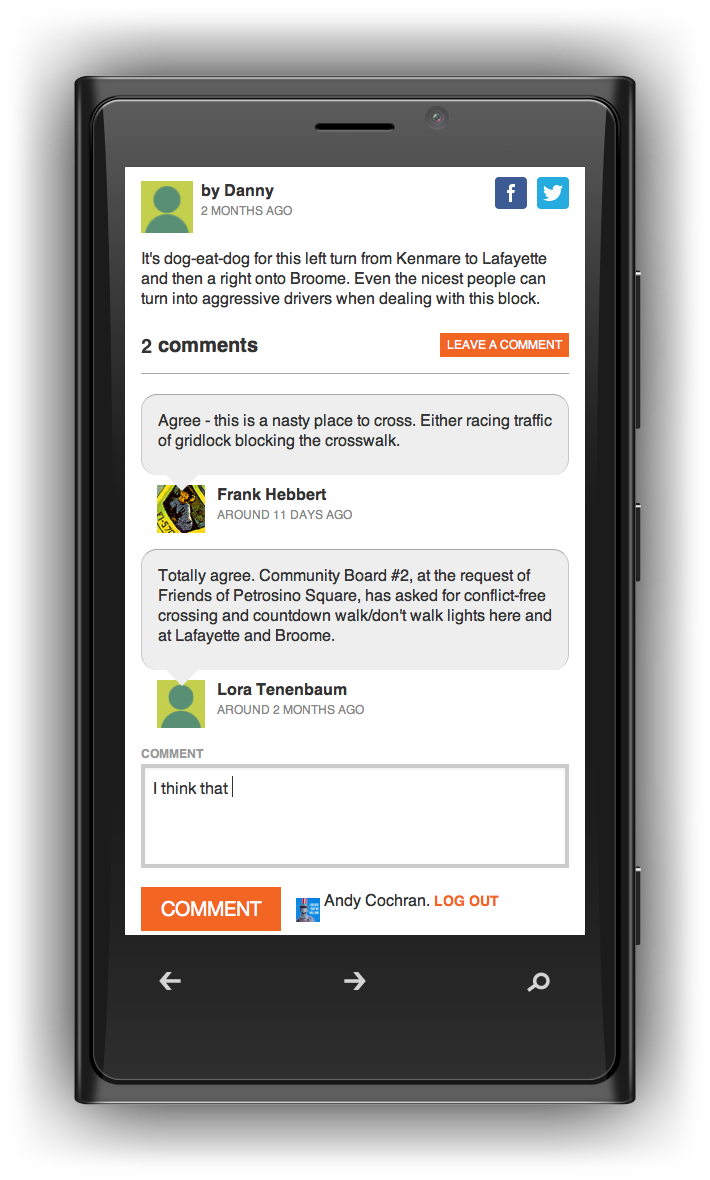 by Danny
2 MONTHS AGO
It's dog-eat-dog for this left turn from Kenmare to Lafayette
and then a right onto Broome. Even the nicest people can
turn into aggressive drivers when dealing with this block.
2 comments
LEAVE A COMMENT
Agree - this is a nasty place to cross. Either racing traffic
of gridlock blocking the crosswalk.
Frank Hebbert
AROUND 11 DAYS AGO
Totally agree. Community Board #2, at the request of
Friends of Petrosino Square, has asked for conflict-free
crossing and countdown walk/don't walk lights here and
at Lafayette and Broome.
Lora Tenenbaum
AROUND 2 MONTHS AGO
COMMENT
I think that
COMMENT
Andy Cochran. LOG OUT